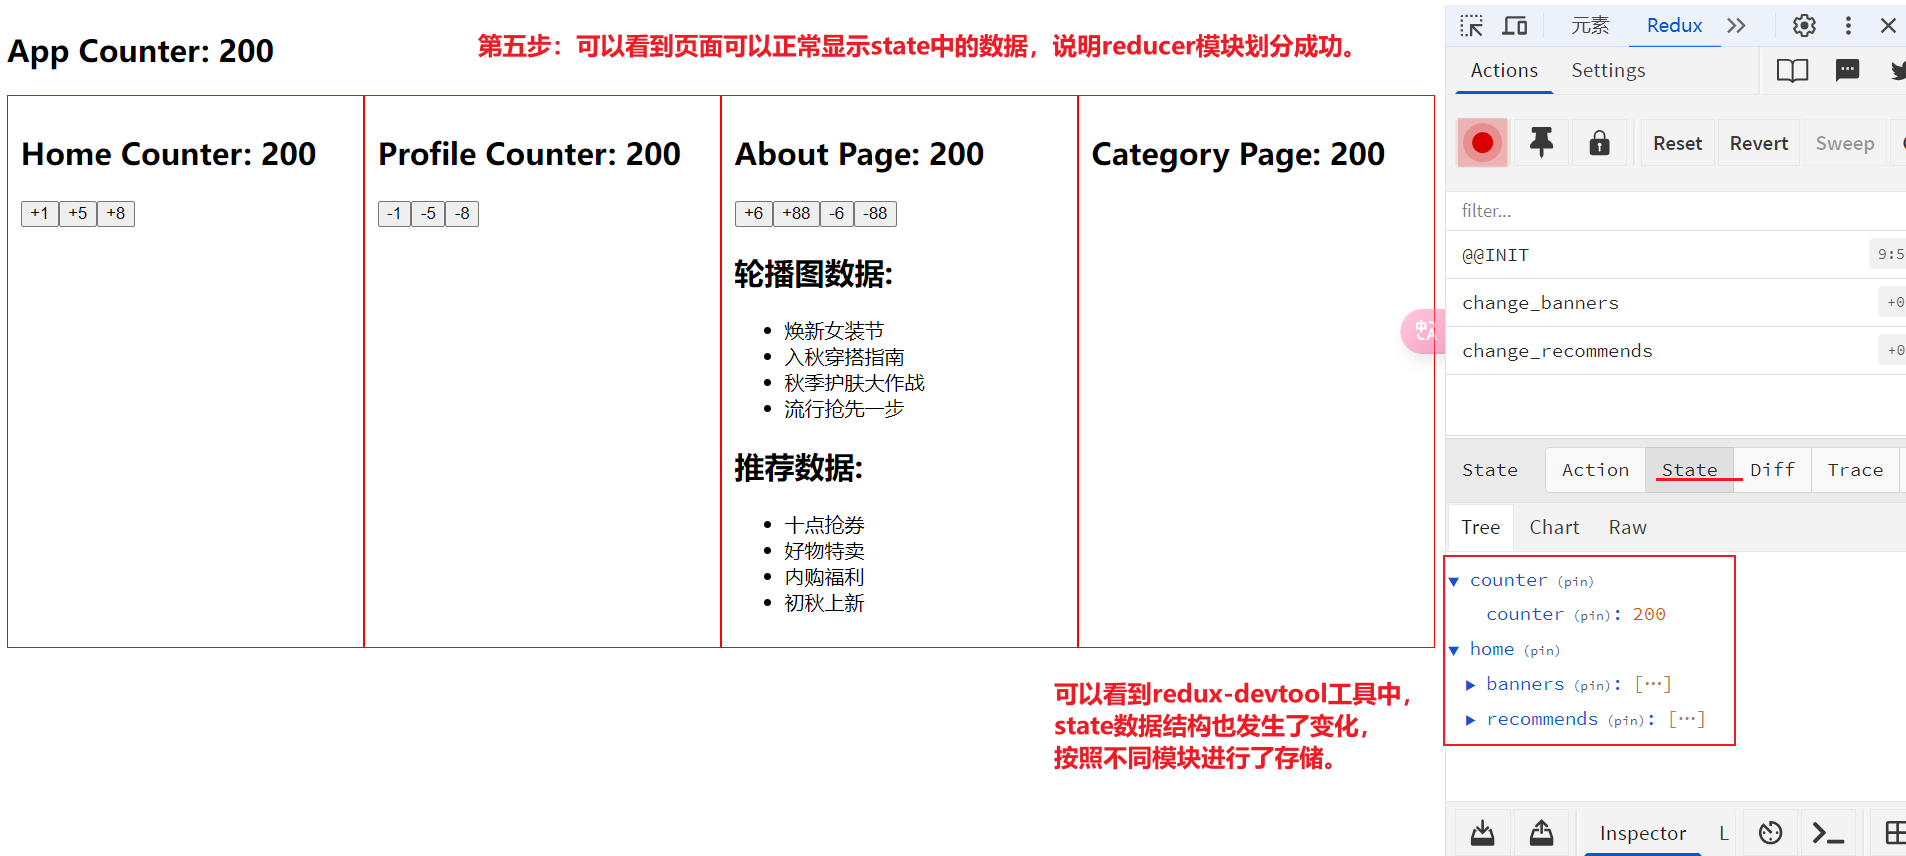 App Counter: 200
第五步：可以看到页面可以正常显示state中的数据，说明reducer模块划分成功。
Home Counter: 200
+1 +5 +8
Profile Counter: 200
-1 -5 -8
About Page: 200
+6 +88 -6 -88
轮播图数据:
焕新女装节
入秋穿搭指南
秋季护肤大作战
流行抢先一步
推荐数据:
十点抢券
好物特卖
内购福利
初秋上新
Category Page: 200
可以看到redux-devtool工具中，
state数据结构也发生了变化，
按照不同模块进行了存储。
元素 Redux
Actions Settings
Reset Revert Sweep
filter...
@@INIT 9:5
change_banners +0
change_recommends +0
State Action State Diff Trace
Tree Chart Raw
counter (pin)
counter (pin): 200
home (pin)
banners (pin): […]
recommends (pin): […]
Inspector L